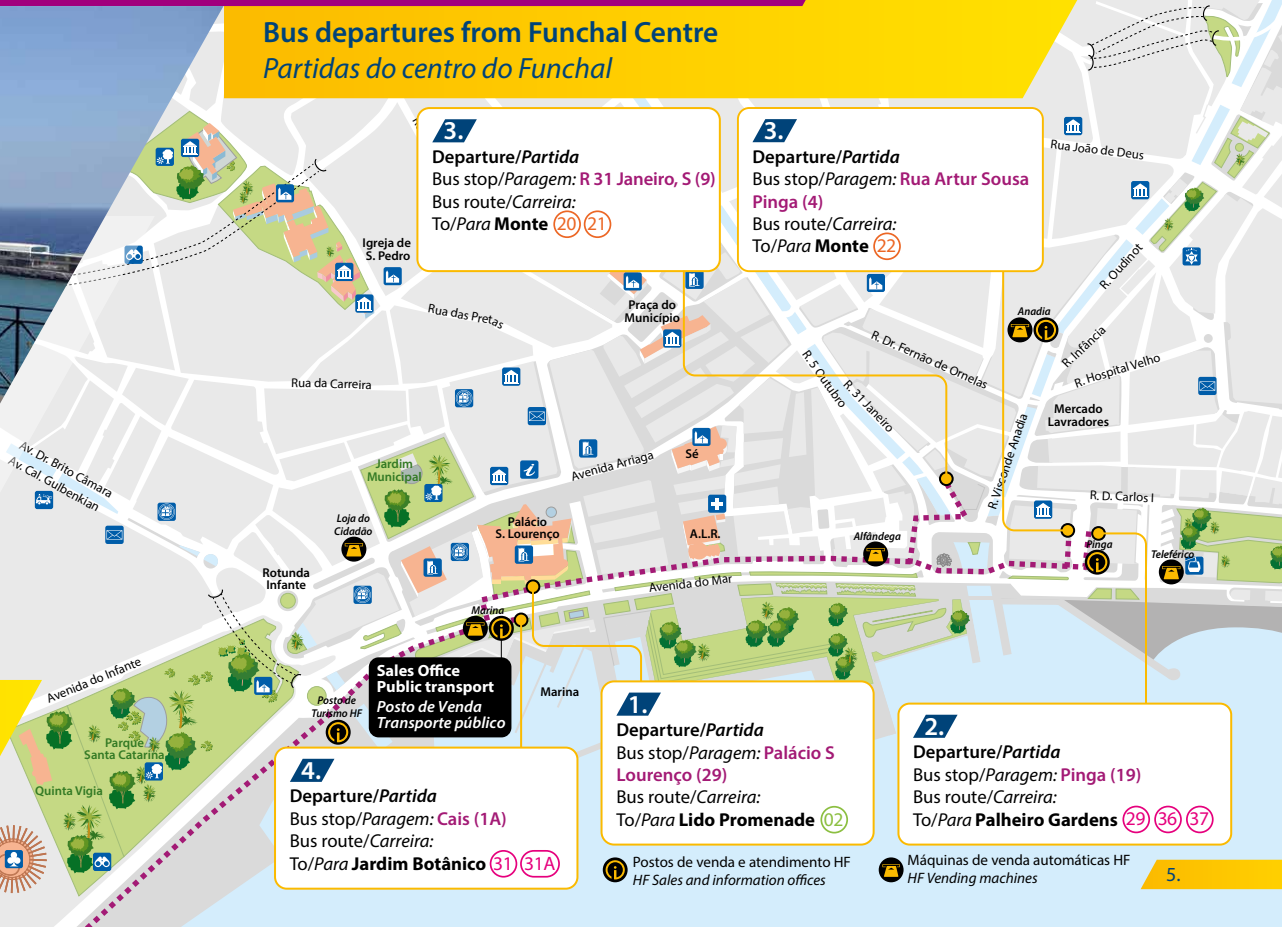 Bus departures from Funchal Centre
Partidas do centro do Funchal
3.
Departure/Partida
Bus stop/Paragem: R 31 Janeiro, S (9)
Bus route/Carreira:
To/Para Monte 20 21
3.
Departure/Partida
Bus stop/Paragem: Rua Artur Sousa
Pinga (4)
Bus route/Carreira:
To/Para Monte 22
Rua João de Deus
Igreja de
S. Pedro
Rua das Pretas
Praça do
Município
R. Oudinot
Anadia
R. Infância
R. Dr. Fernão de Ornelas
R. Hospital Velho
R. 5 Outubro
R. 31 Janeiro
Rua da Carreira
Mercado
Lavradores
R. Visconde Anadia
Av. Dr. Brito Câmara
Av. Cal. Gulbenkian
Jardim
Municipal
Avenida Arriaga
Sé
i
R. D. Carlos I
Loja do
Cidadão
Palácio
S. Lourenço
A.L.R.
Alfândega
Pinga
Teleférico
Rotunda
Infante
Avenida do Mar
Marina
Avenida do Infante
Sales Office
Public transport
Posto de Venda
Transporte público
Marina
Posto de
Turismo HF
Parque
Santa Catarina
Quinta Vigia
1.
Departure/Partida
Bus stop/Paragem: Palácio S
Lourenço (29)
Bus route/Carreira:
To/Para Lido Promenade 02
2.
Departure/Partida
Bus stop/Paragem: Pinga (19)
Bus route/Carreira:
To/Para Palheiro Gardens 29 36 37
4.
Departure/Partida
Bus stop/Paragem: Cais (1A)
Bus route/Carreira:
To/Para Jardim Botânico 31 31A
Postos de venda e atendimento HF
HF Sales and information offices
Máquinas de venda automáticas HF
HF Vending machines
5.